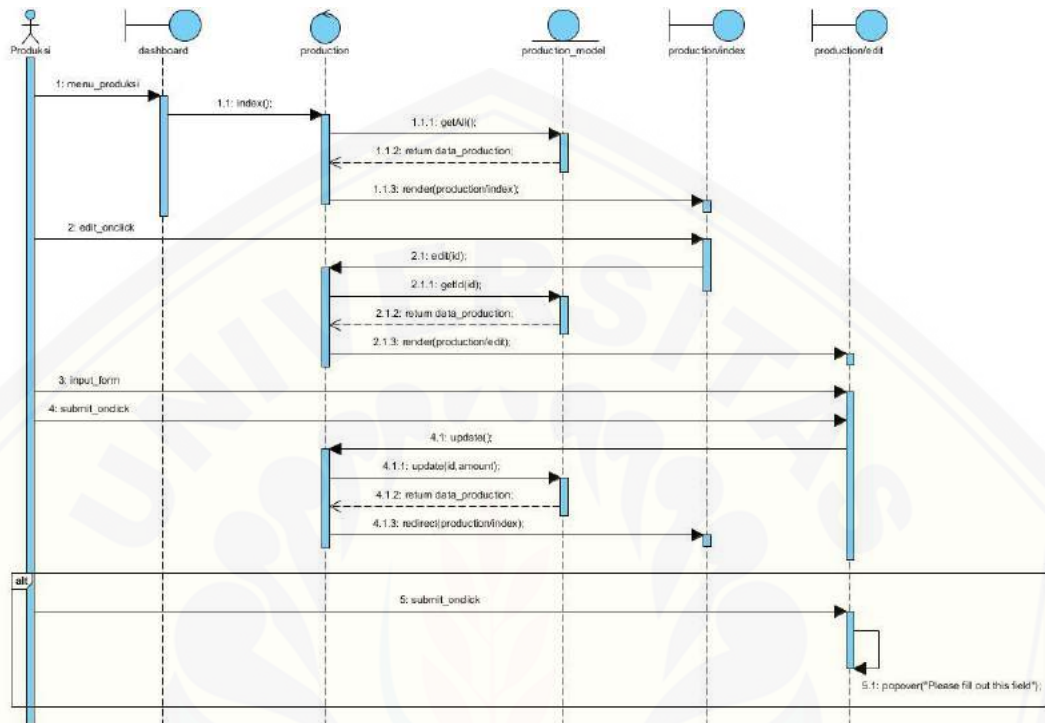 Produksi
dashboard
production
production_model
production/index
production/edit
1: menu_produksi
1.1: index();
1.1.1: getAll();
1.1.2: return data_production;
1.1.3: render(production/index);
2: edit_onclick
2.1: edit(id);
2.1.1: getId(id);
2.1.2: return data_production;
2.1.3: render(production/edit);
3: input_form
4: submit_onclick
4.1: update();
4.1.1: update(id,amount);
4.1.2: return data_production;
4.1.3: redirect(production/index);
alt
5: submit_onclick
5.1: popover("Please fill out this field");
UNIVERSITAS